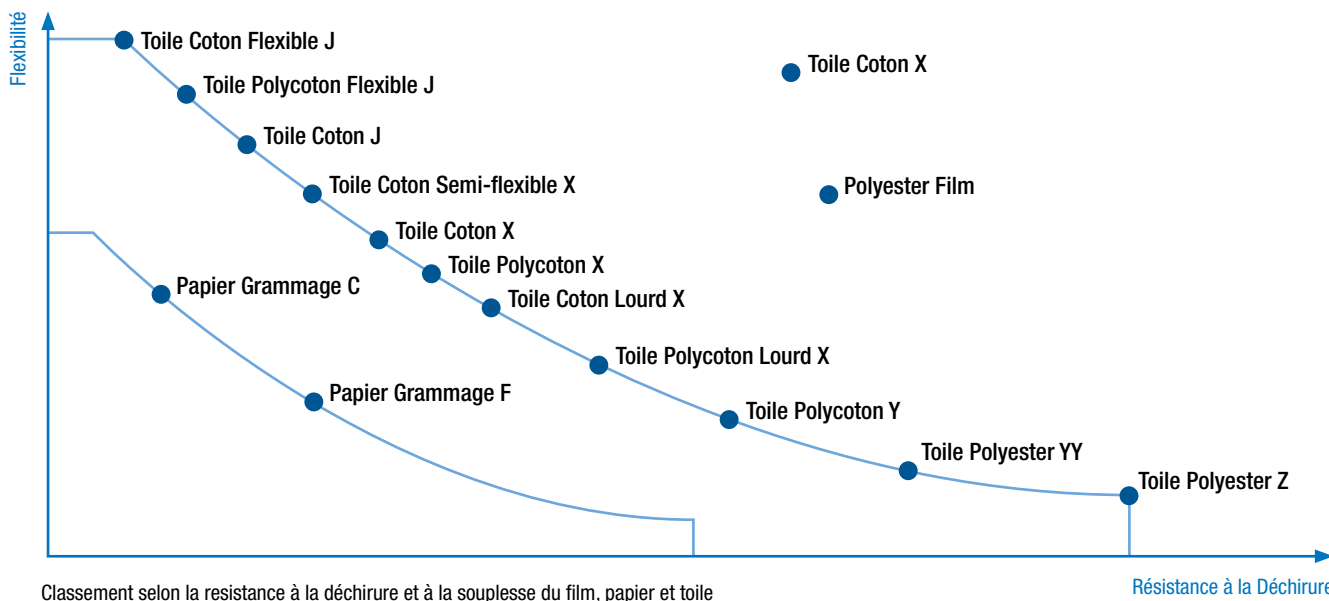 Flexibilité
Toile Coton Flexible J
Toile Coton X
Toile Polycoton Flexible J
Toile Coton J
Toile Coton Semi-flexible X
Polyester Film
Toile Coton X
Toile Polycoton X
Papier Grammage C
Toile Coton Lourd X
Toile Polycoton Lourd X
Papier Grammage F
Toile Polycoton Y
Toile Polyester YY
Toile Polyester Z
Classement selon la resistance à la déchirure et à la souplesse du film, papier et toile
Résistance à la Déchirure